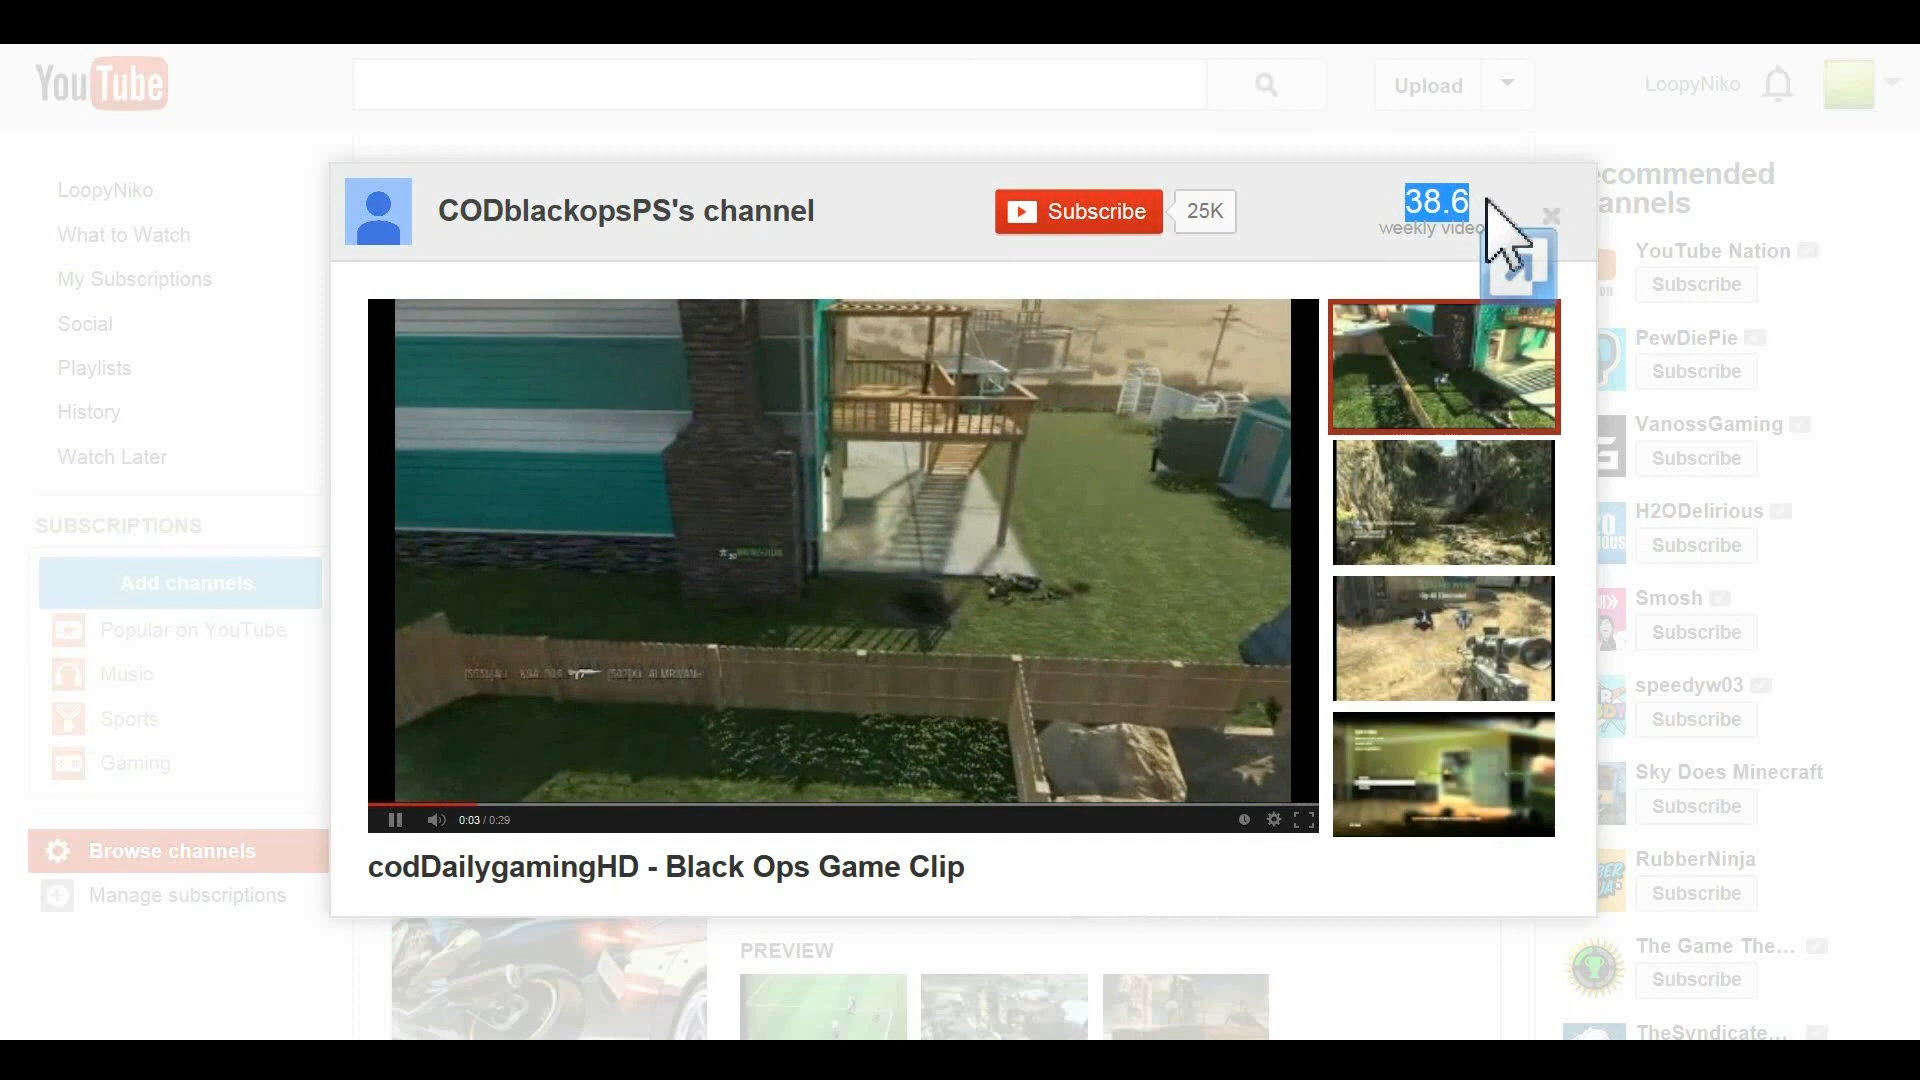 YouTube
Upload
LoopyNiko
LoopyNiko
What to Watch
My Subscriptions
Social
Playlists
History
Watch Later
SUBSCRIPTIONS
Add channels
Popular on YouTube
Music
Sports
Gaming
Browse channels
Manage subscriptions
CODblackopsPS's channel
Subscribe
25K
38.6
weekly
0:03 / 0:29
codDailygamingHD - Black Ops Game Clip
PREVIEW
YouTube Nation
Subscribe
PewDiePie
Subscribe
VanossGaming
Subscribe
H2ODelirious
Subscribe
Smosh
Subscribe
speedyw03
Subscribe
Sky Does Minecraft
Subscribe
RubberNinja
Subscribe
The Game The...
Subscribe
TheSyndicate...